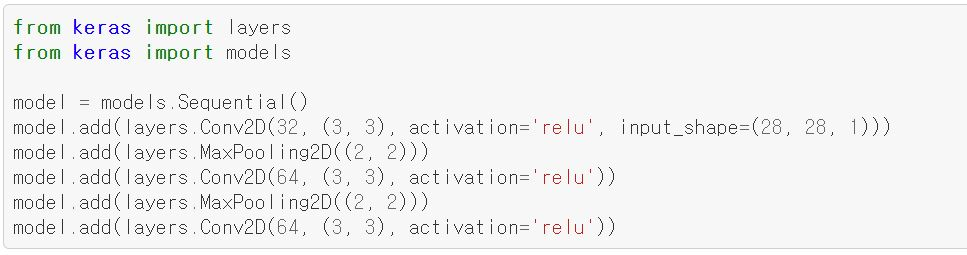 from keras import layers
from keras import models
model = models.Sequential()
model.add(layers.Conv2D(32, (3, 3), activation='relu', input_shape=(28, 28, 1)))
model.add(layers.MaxPooling2D((2, 2)))
model.add(layers.Conv2D(64, (3, 3), activation='relu'))
model.add(layers.MaxPooling2D((2, 2)))
model.add(layers.Conv2D(64, (3, 3), activation='relu'))